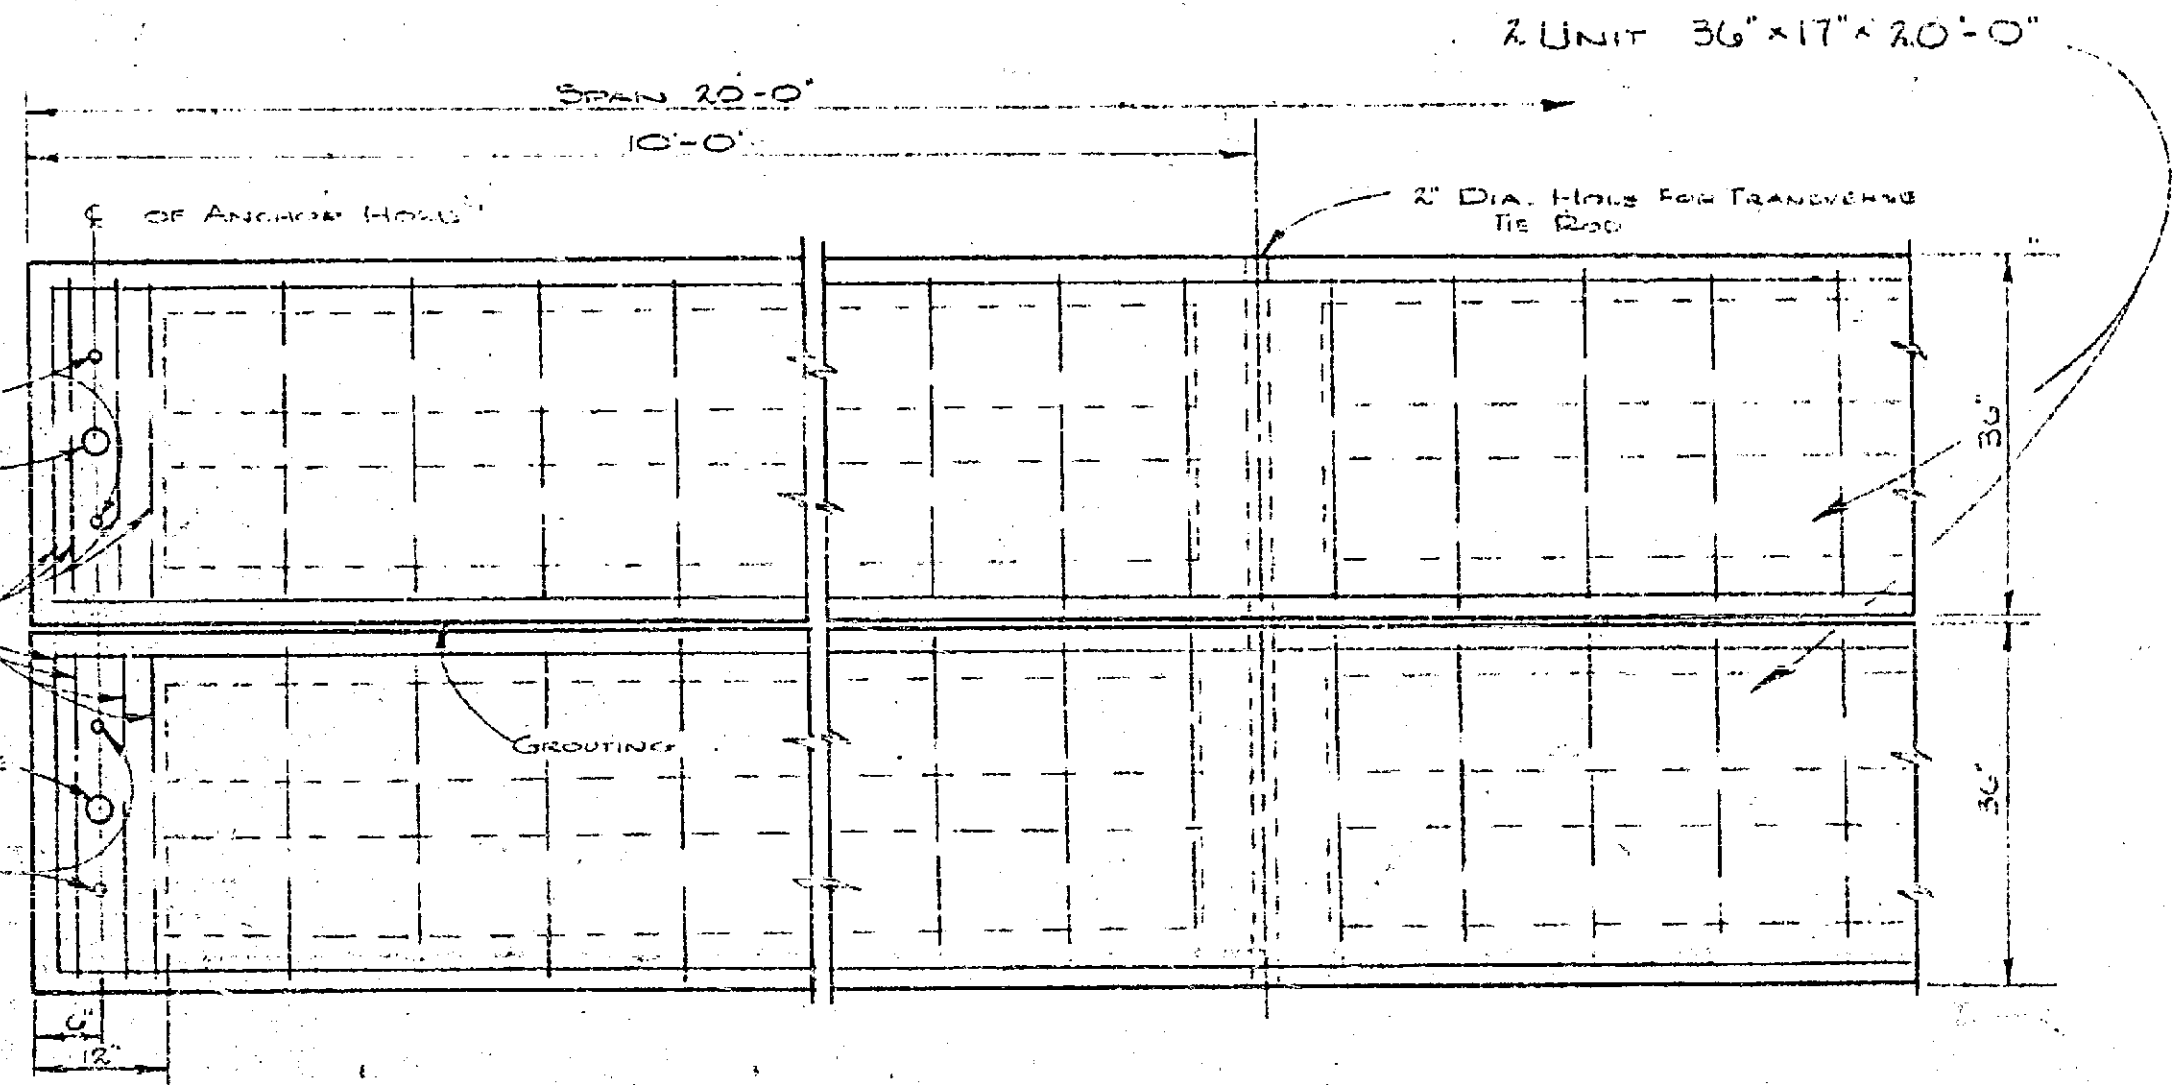 2 UNIT 36" x 17" x 20'-0"
SPAN 20'-0"
10'-0"
℄ OF ANCHOR HOLES
2" DIA. HOLE FOR TRANSVERSE
TIE ROD
36"
36"
GROUTING
6"
12"